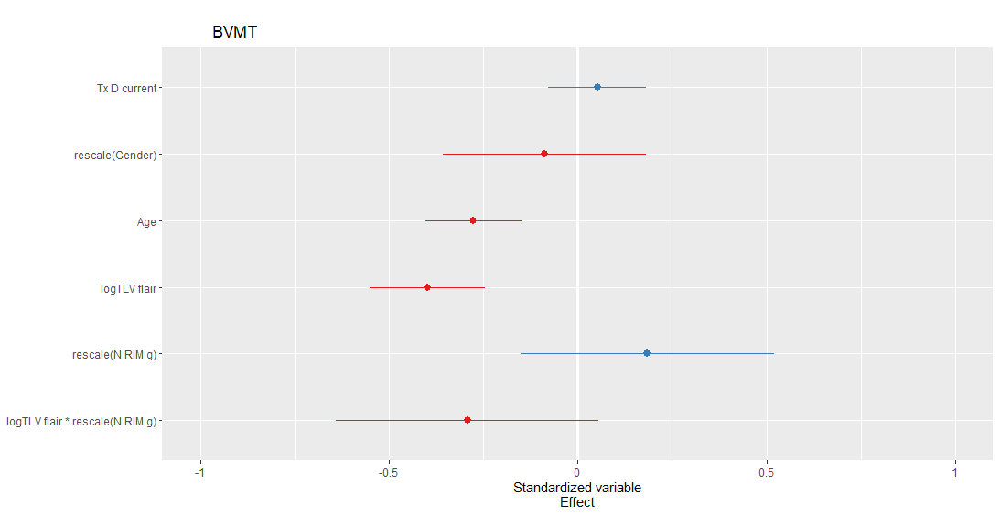 BVMT
Tx D current
rescale(Gender)
Age
logTLV flair
rescale(N RIM g)
logTLV flair * rescale(N RIM g)
-1 -0.5 0 0.5 1
Standardized variable
Effect